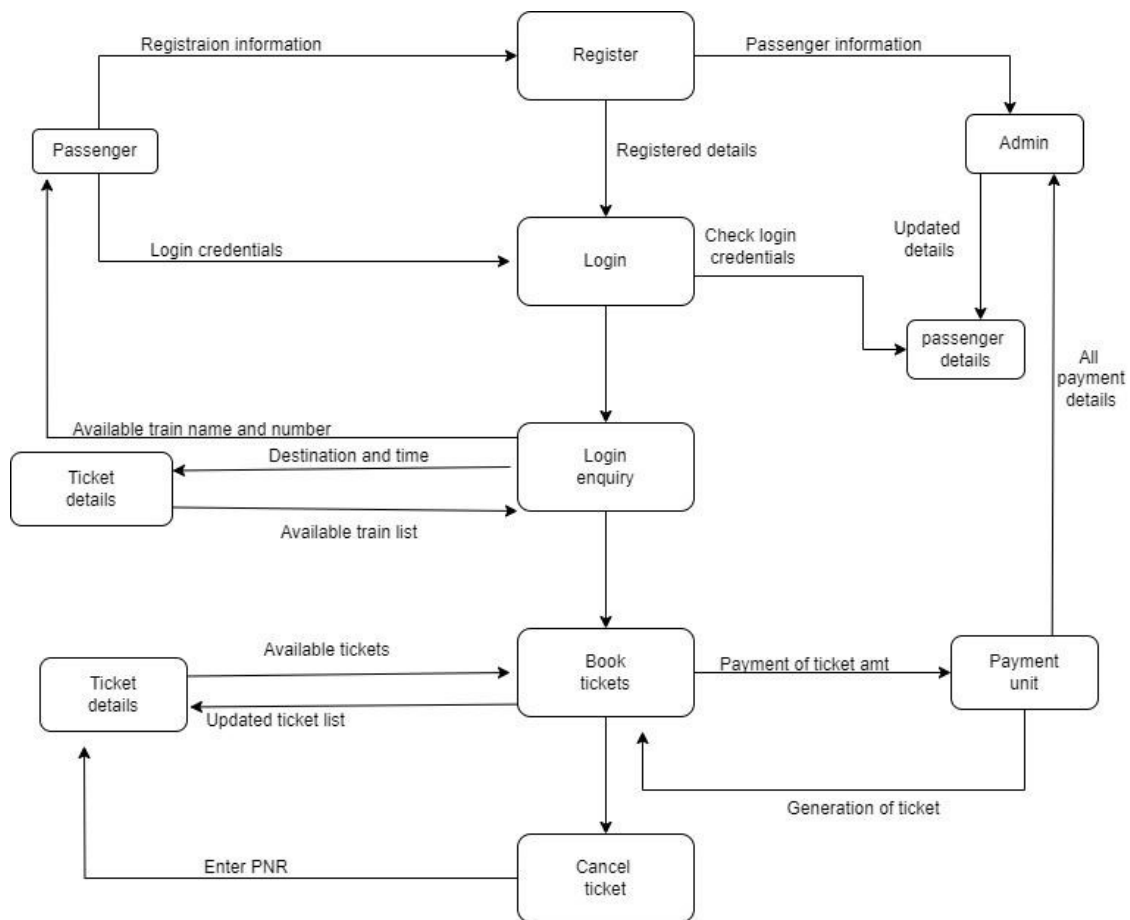 Registraion information
Register
Passenger information
Passenger
Registered details
Admin
Login credentials
Login
Check login
credentials
Updated
details
passenger
details
All
payment
details
Available train name and number
Destination and time
Login
enquiry
Ticket
details
Available train list
Available tickets
Book
tickets
Payment of ticket amt
Payment
unit
Ticket
details
Updated ticket list
Generation of ticket
Enter PNR
Cancel
ticket